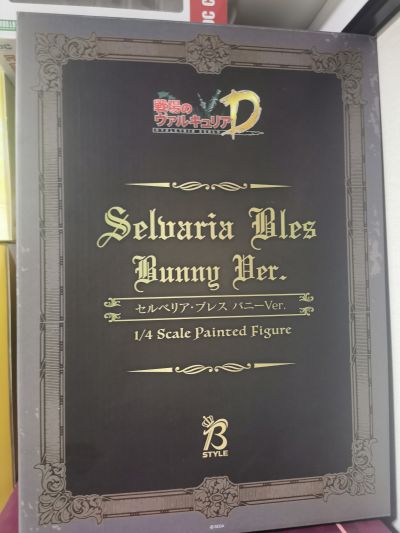 戦場の
ヴァルキュリア D
VALKYRIA DUEL
Selvaria Bles
Bunny Ver.
セルベリア・ブレス バニーVer.
1/4 Scale Painted Figure
B
STYLE
©SEGA